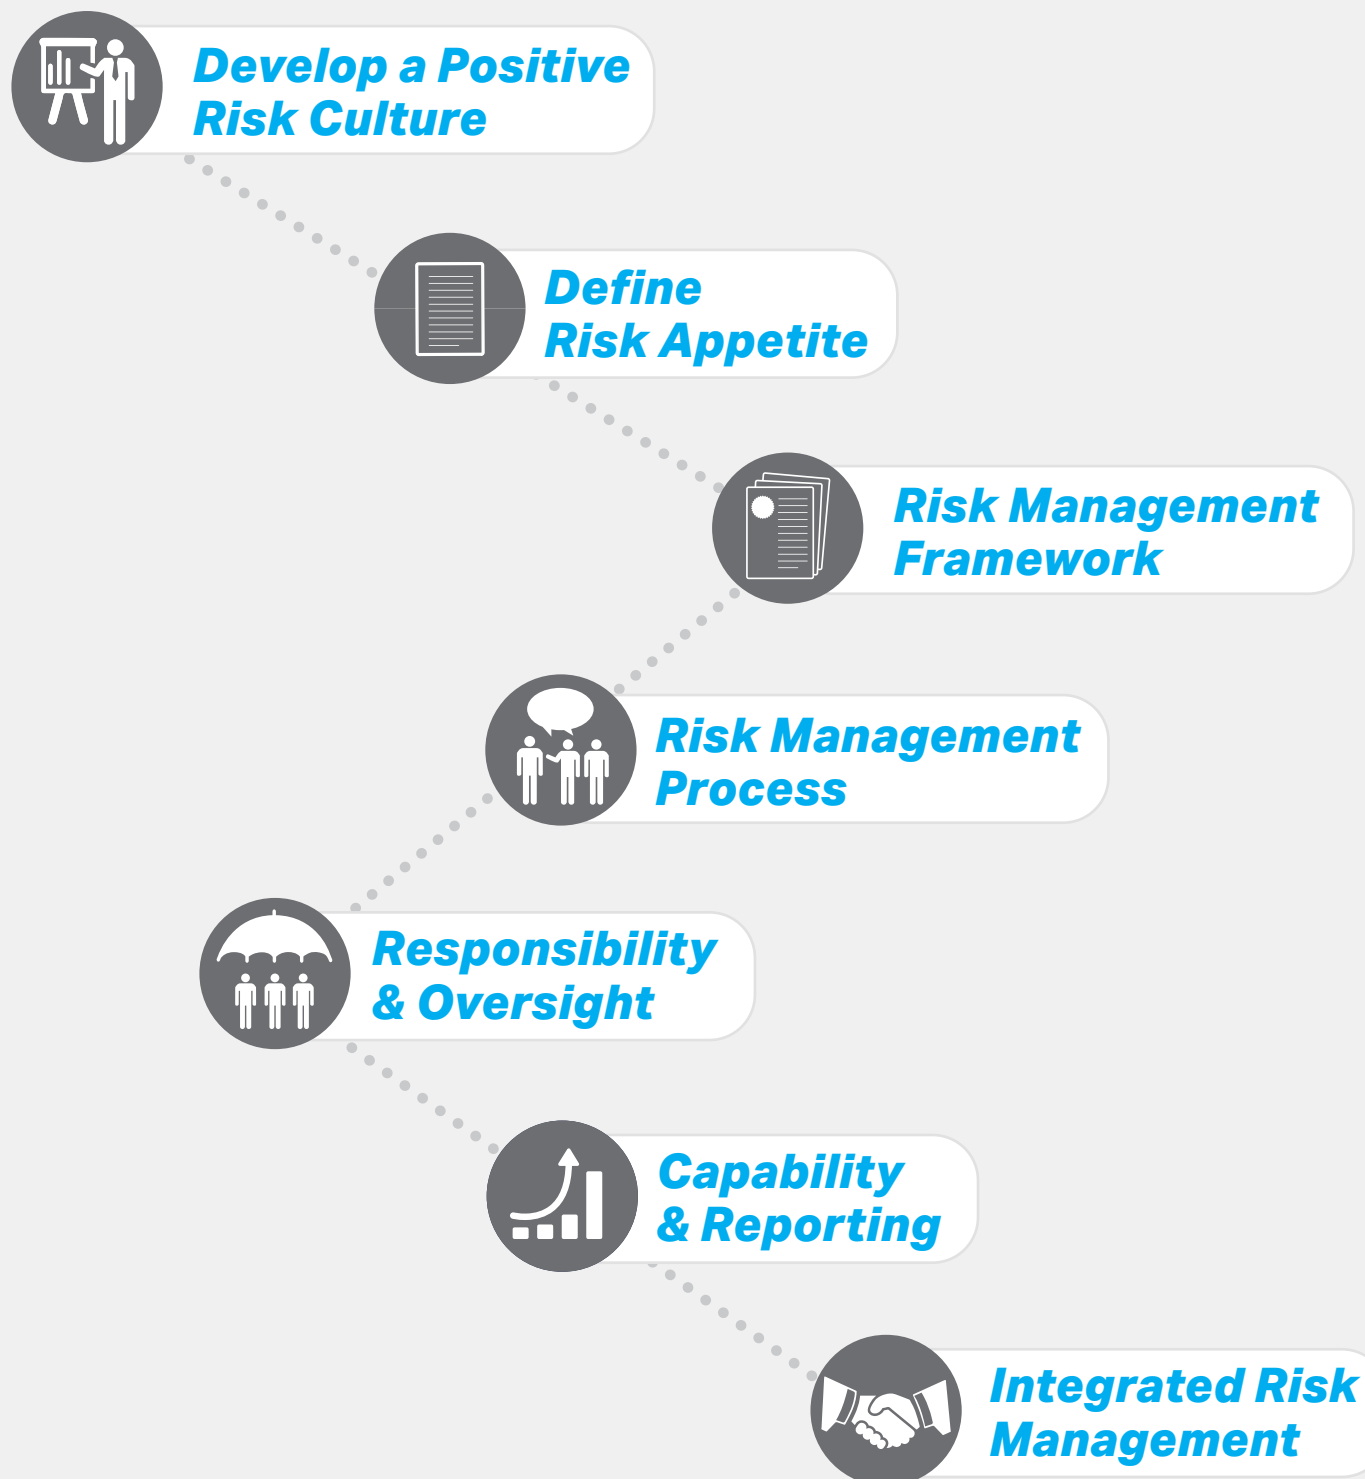 Develop a Positive
Risk Culture
Define
Risk Appetite
Risk Management
Framework
Risk Management
Process
Responsibility
& Oversight
Capability
& Reporting
Integrated Risk
Management